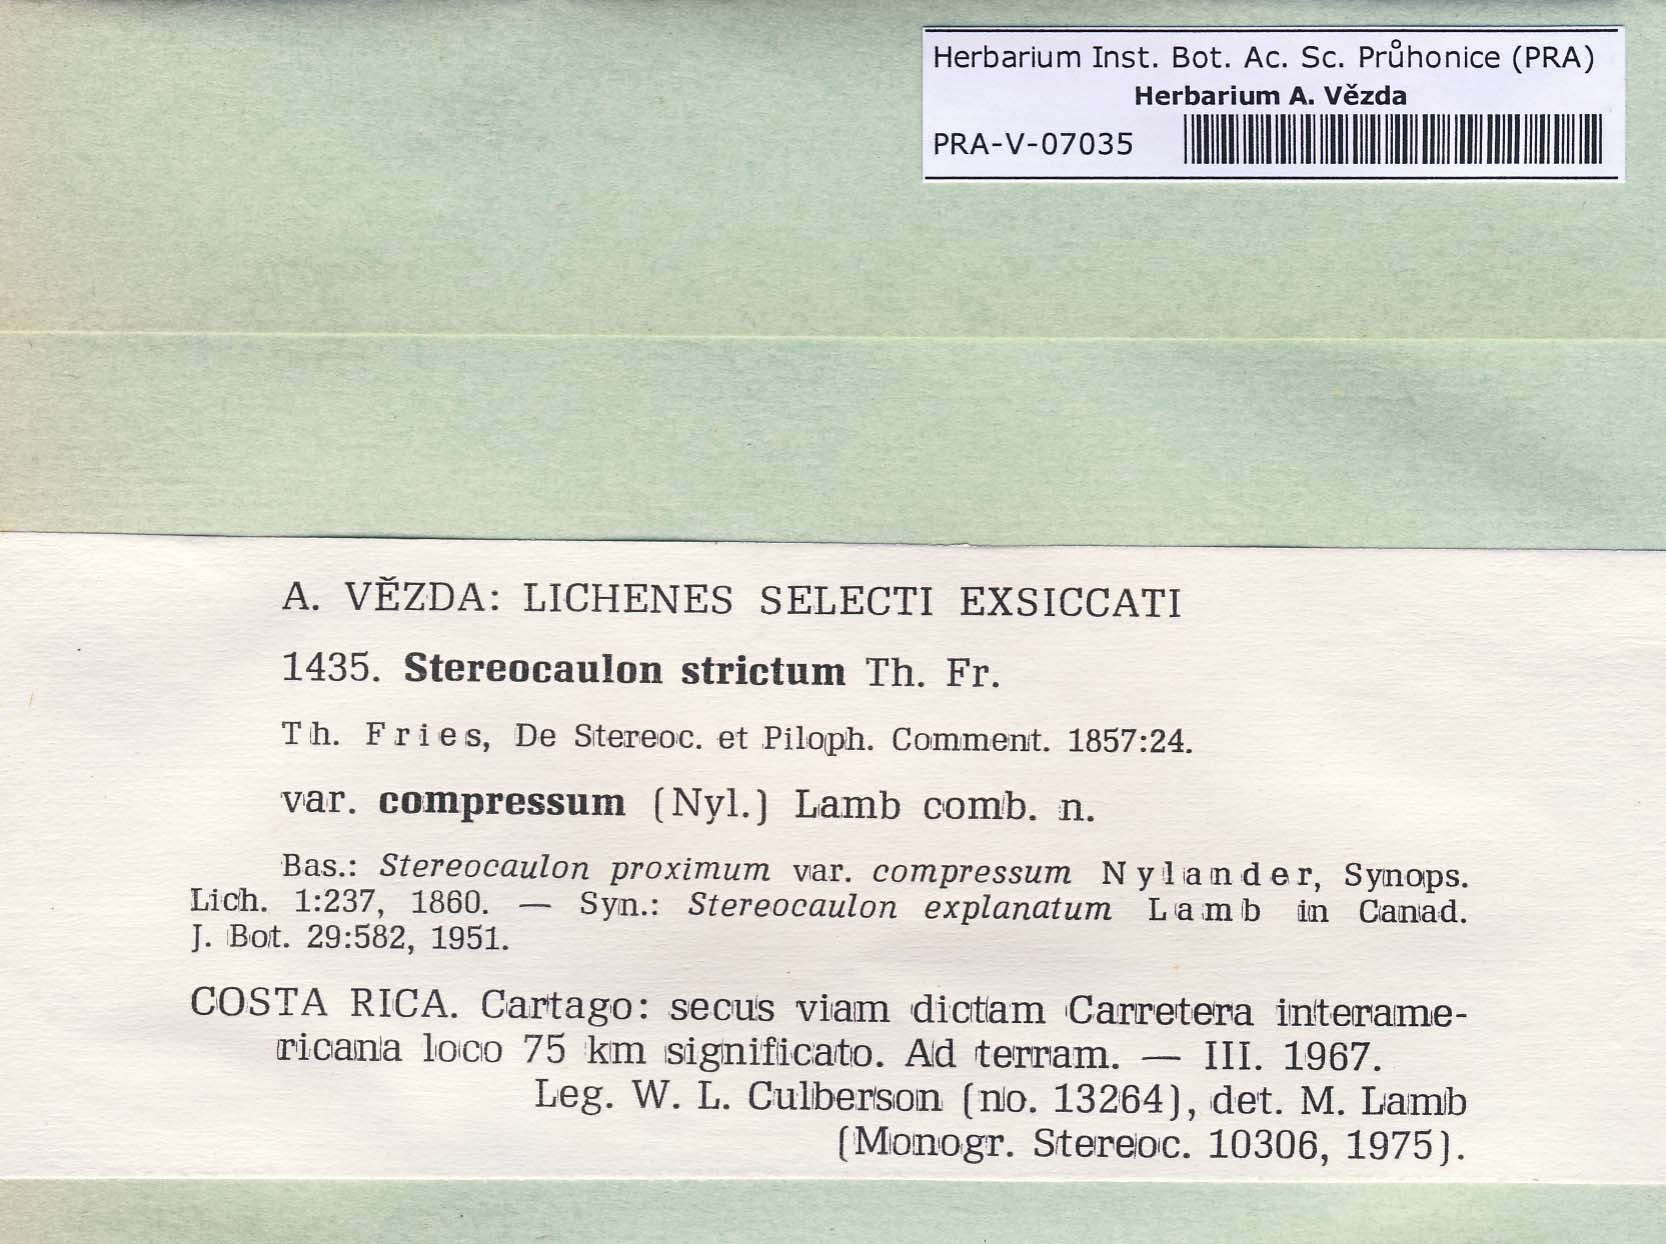 Herbarium Inst. Bot. Ac. Sc. Průhonice (PRA)
Herbarium A. Vězda
PRA-V-07035
A. VĚZDA: LICHENES SELECTI EXSICCATI
1435. Stereocaulon strictum Th. Fr.
Th. Fries, De Stereoc. et Piloph. Comment. 1857:24.
var. compressum (Nyl.) Lamb comb. n.
Bas.: Stereocaulon proximum var. compressum Nylander, Synops.
Lich. 1:237, 1860. — Syn.: Stereocaulon explanatum Lamb in Canad.
J. Bot. 29:582, 1951.
COSTA RICA. Cartago: secus viam dictam Carretera interame-
ricana loco 75 km significato. Ad terram. — III. 1967.
Leg. W. L. Culberson (no. 13264), det. M. Lamb
(Monogr. Stereoc. 10306, 1975).